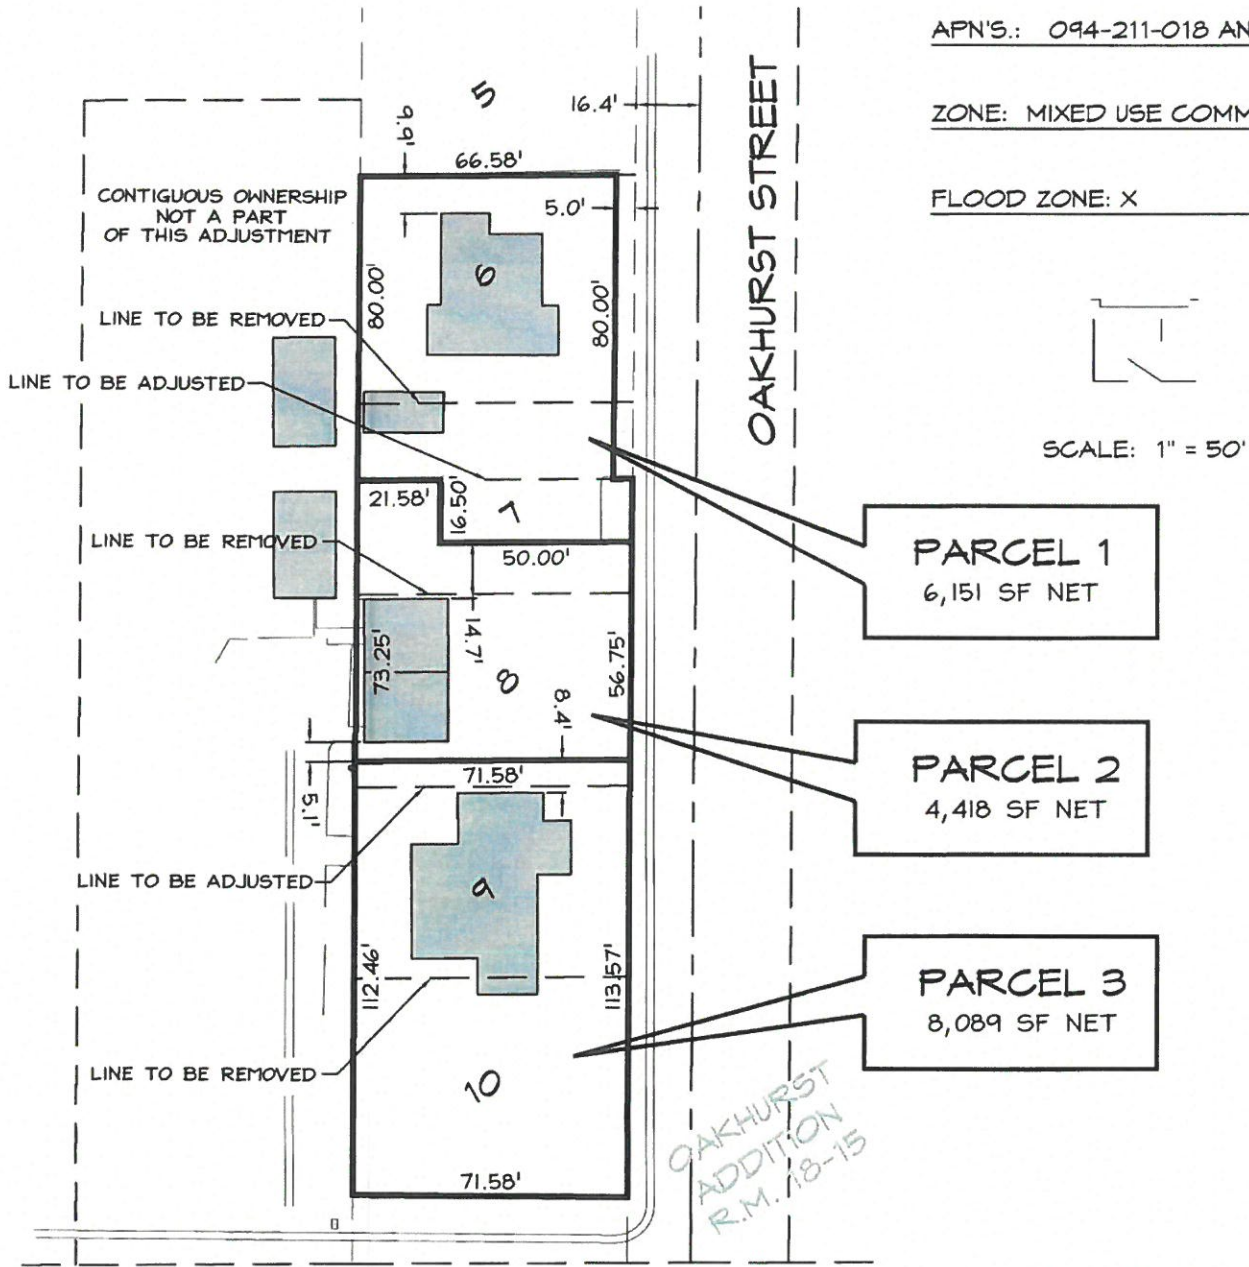 APN'S.: 094-211-018 AN
ZONE: MIXED USE COMM
FLOOD ZONE: X
SCALE: 1" = 50'
OAKHURST STREET
5
16.4'
9.9'
66.58'
5.0'
CONTIGUOUS OWNERSHIP
NOT A PART
OF THIS ADJUSTMENT
6
80.00'
80.00'
LINE TO BE REMOVED
LINE TO BE ADJUSTED
21.58'
16.50'
7
50.00'
LINE TO BE REMOVED
PARCEL 1
6,151 SF NET
73.25'
14.7'
8
56.75'
8.4'
PARCEL 2
4,418 SF NET
71.58'
5.1'
LINE TO BE ADJUSTED
9
112.46'
113.57'
LINE TO BE REMOVED
10
PARCEL 3
8,089 SF NET
71.58'
OAKHURST
ADDITION
R.M. 18-15